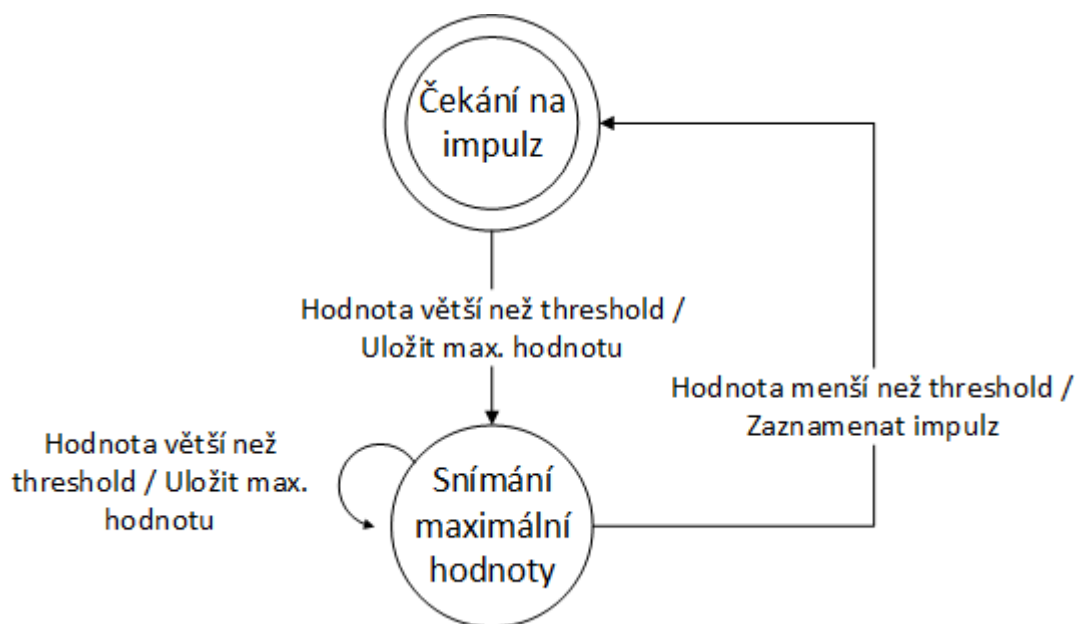 Čekání na
impulz
Hodnota větší než threshold /
Uložit max. hodnotu
Hodnota menší než threshold /
Zaznamenat impulz
Hodnota větší než
threshold / Uložit max.
hodnotu
Snímání
maximální
hodnoty